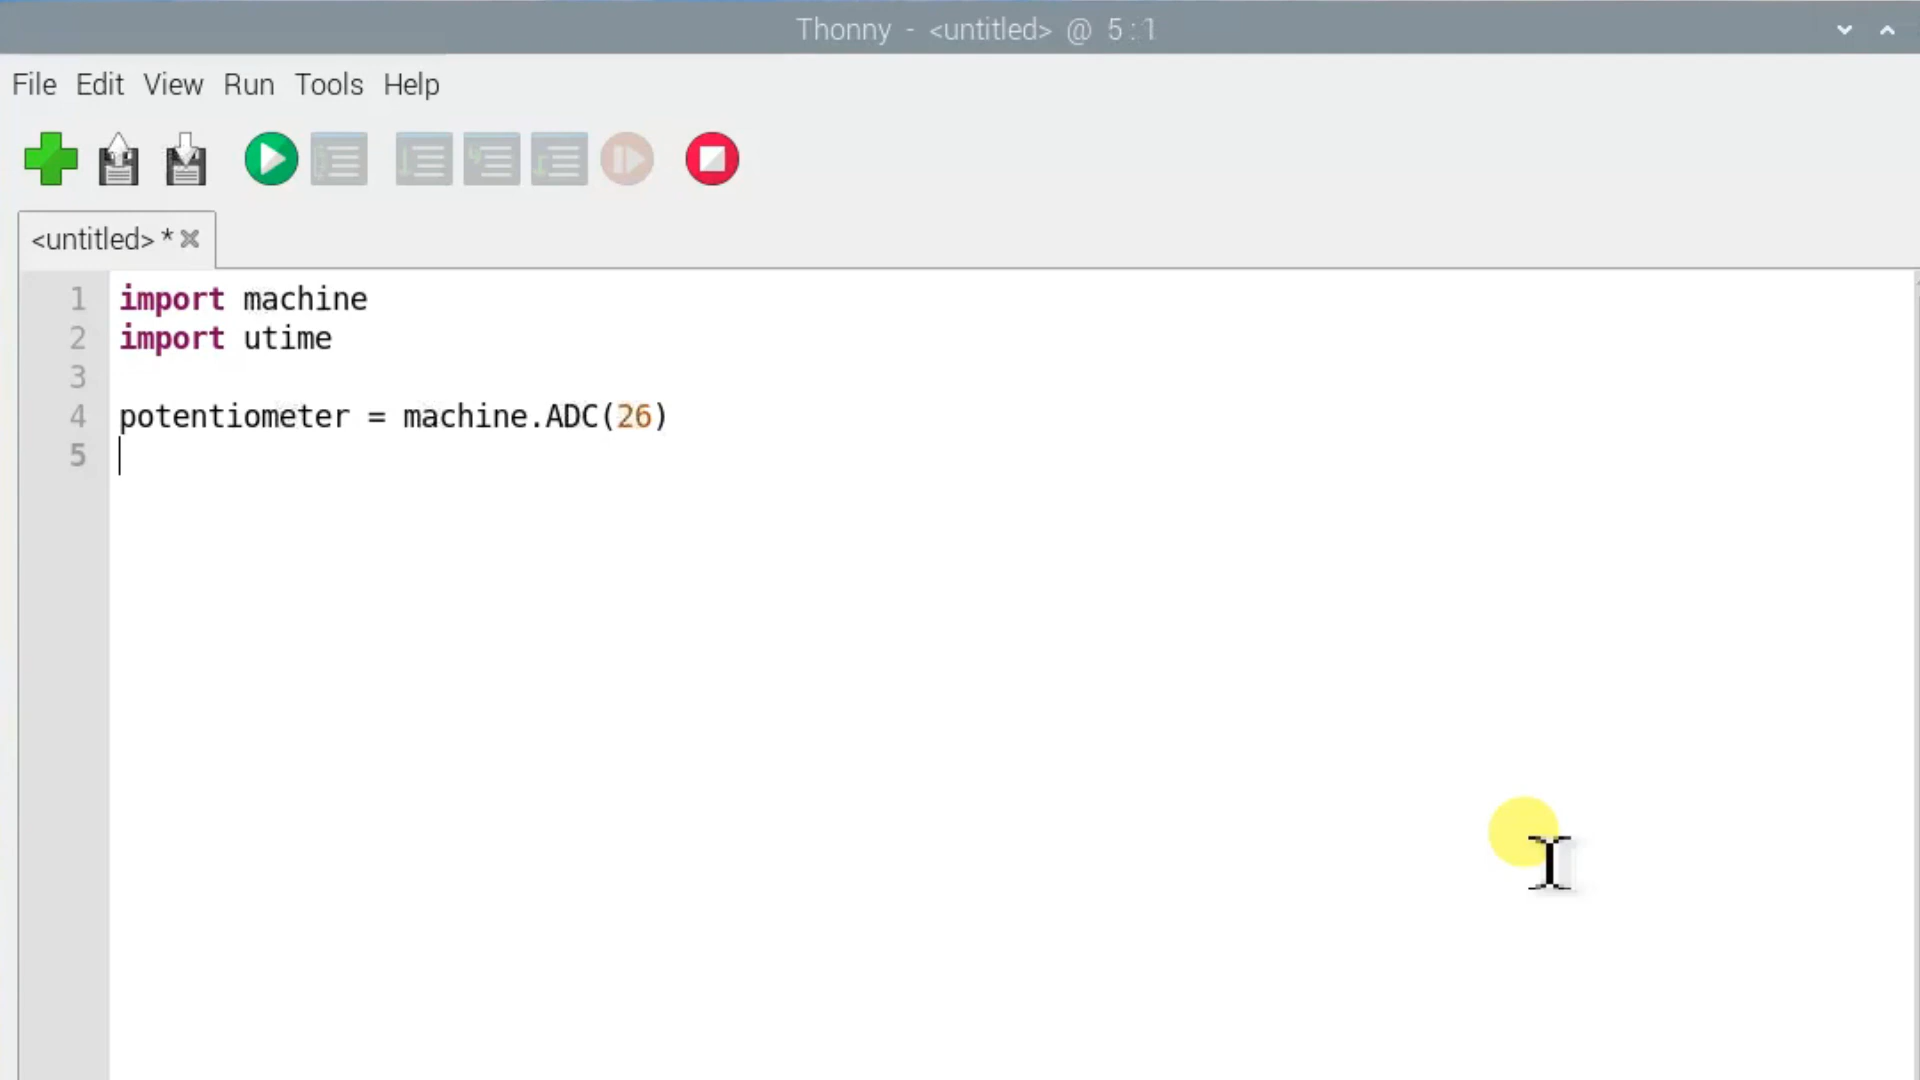 Thonny - <untitled> @ 5:1
File Edit View Run Tools Help
<untitled> *
1 import machine
2 import utime
3
4 potentiometer = machine.ADC(26)
5